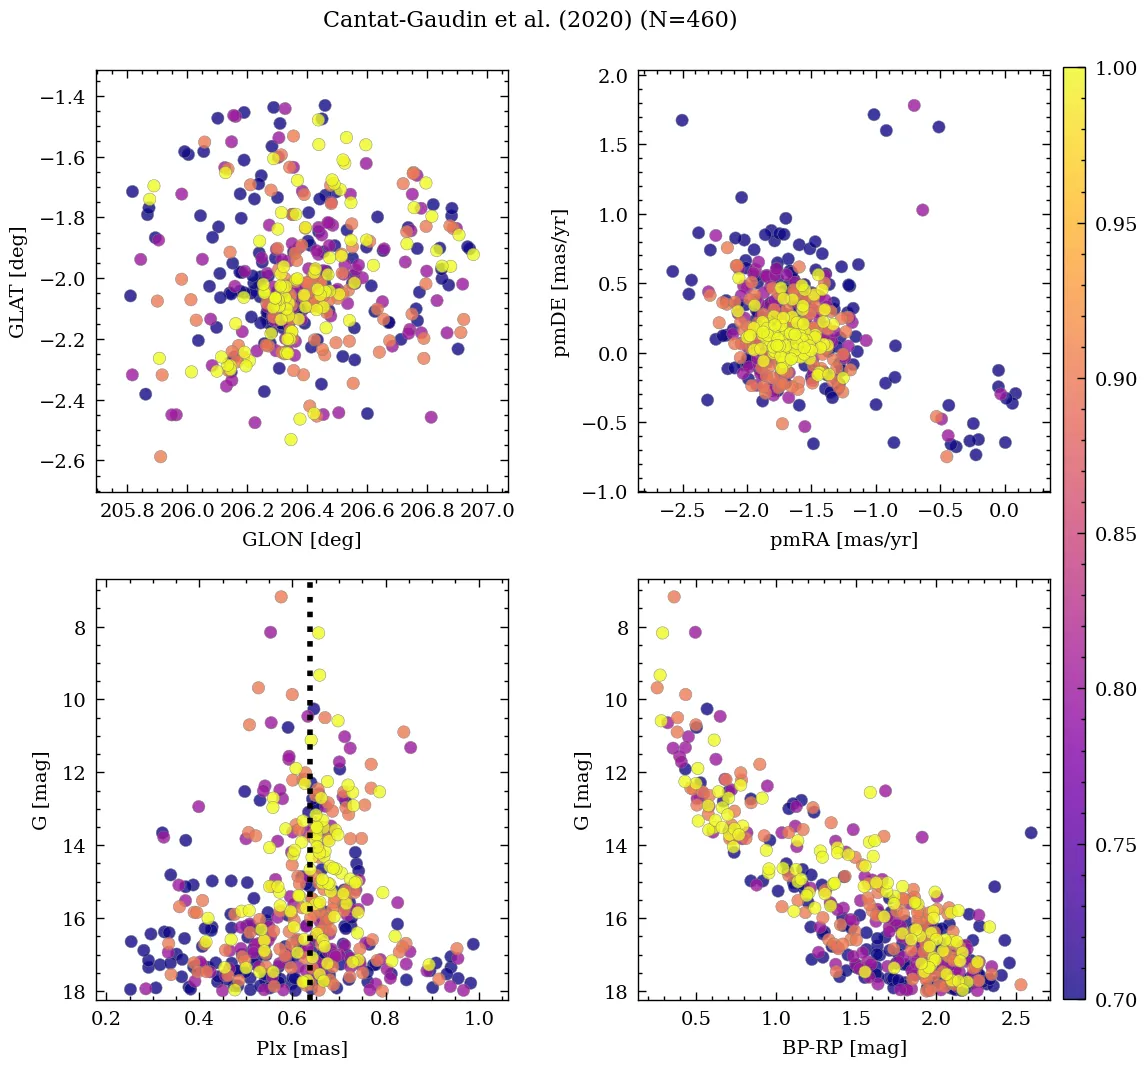 Cantat-Gaudin et al. (2020) (N=460)
−1.4
−1.6
−1.8
−2.0
−2.2
−2.4
−2.6
GLAT [deg]
205.8 206.0 206.2 206.4 206.6 206.8 207.0
GLON [deg]
2.0
1.5
1.0
0.5
0.0
−0.5
−1.0
pmDE [mas/yr]
−2.5 −2.0 −1.5 −1.0 −0.5 0.0
pmRA [mas/yr]
8
10
12
14
16
18
G [mag]
0.2 0.4 0.6 0.8 1.0
Plx [mas]
8
10
12
14
16
18
G [mag]
0.5 1.0 1.5 2.0 2.5
BP-RP [mag]
1.00
0.95
0.90
0.85
0.80
0.75
0.70